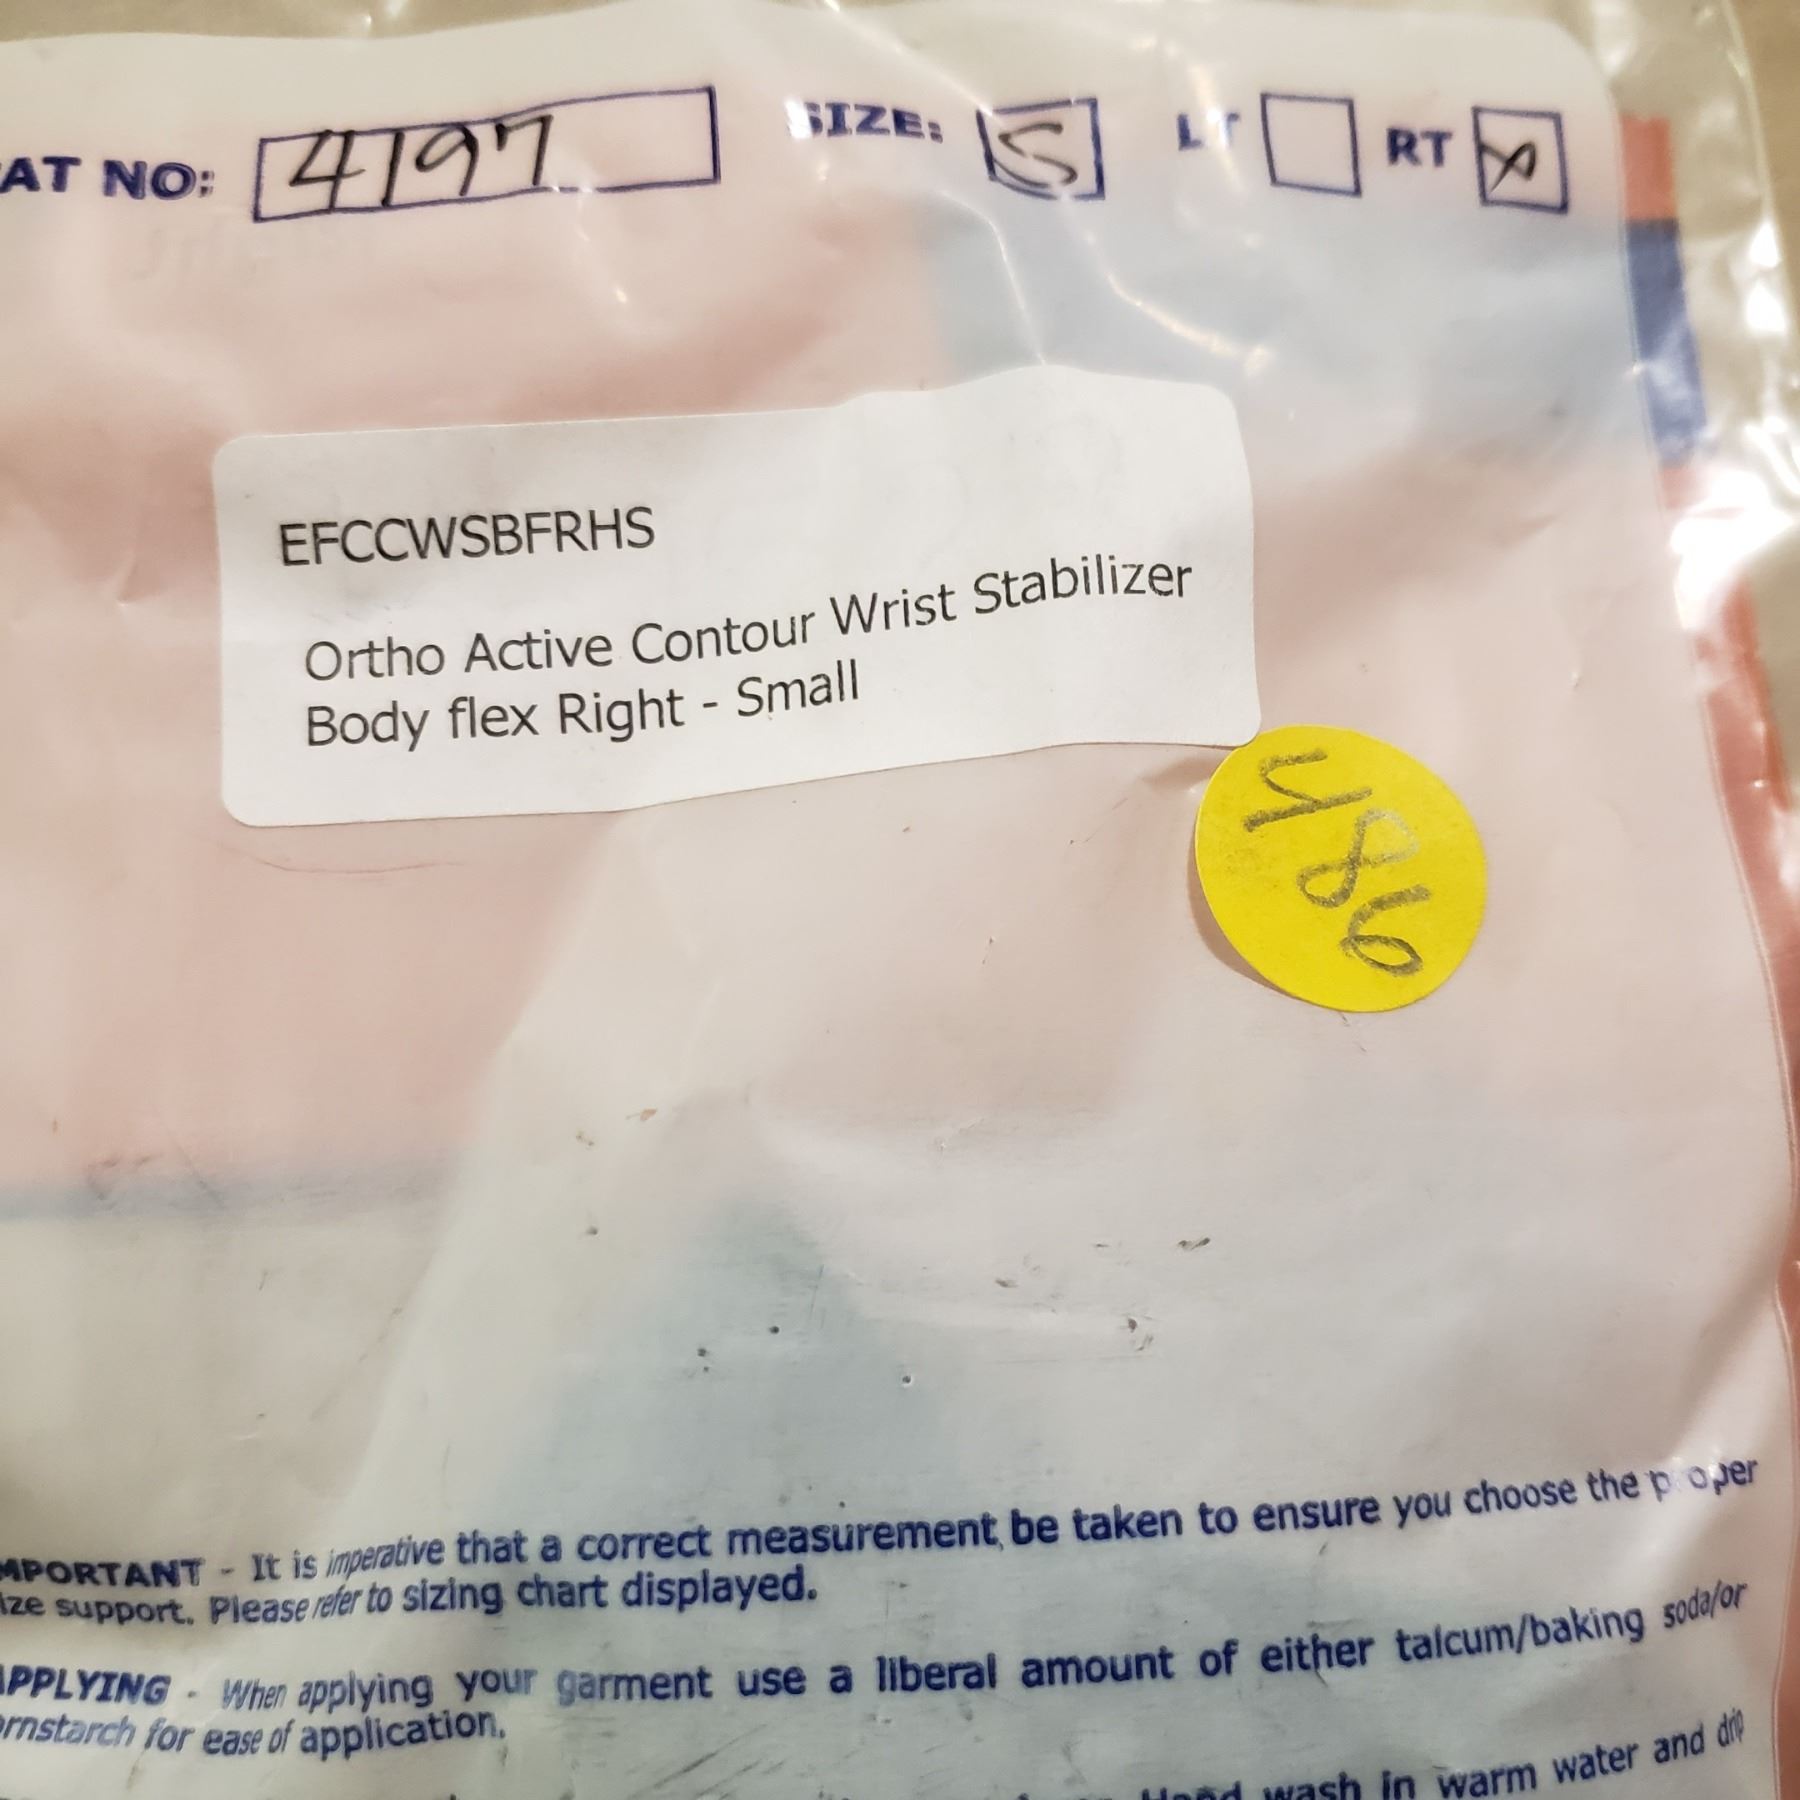 AT NO: 4197 SIZE: S LT RT X
EFCCWSBFRHS
Ortho Active Contour Wrist Stabilizer
Body flex Right - Small
486
MPORTANT - It is imperative that a correct measurement be taken to ensure you choose the proper
ize support. Please refer to sizing chart displayed.
APPLYING - When applying your garment use a liberal amount of either talcum/baking soda/or
ornstarch for ease of application.
Hand wash in warm water and drip